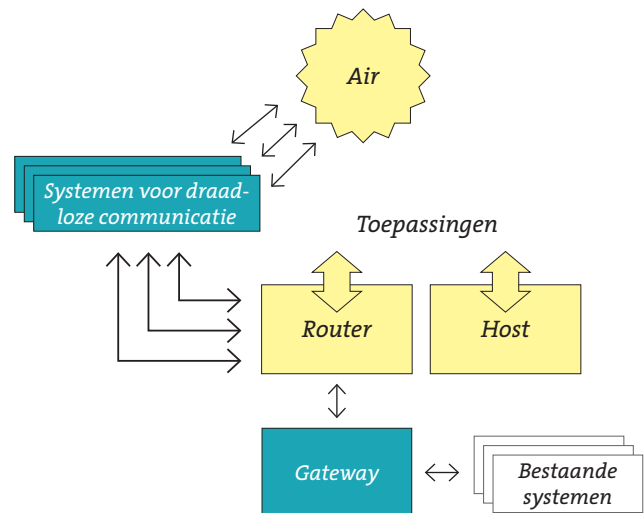 Air
Systemen voor draad-
loze communicatie
Toepassingen
Router
Host
Gateway
Bestaande
systemen